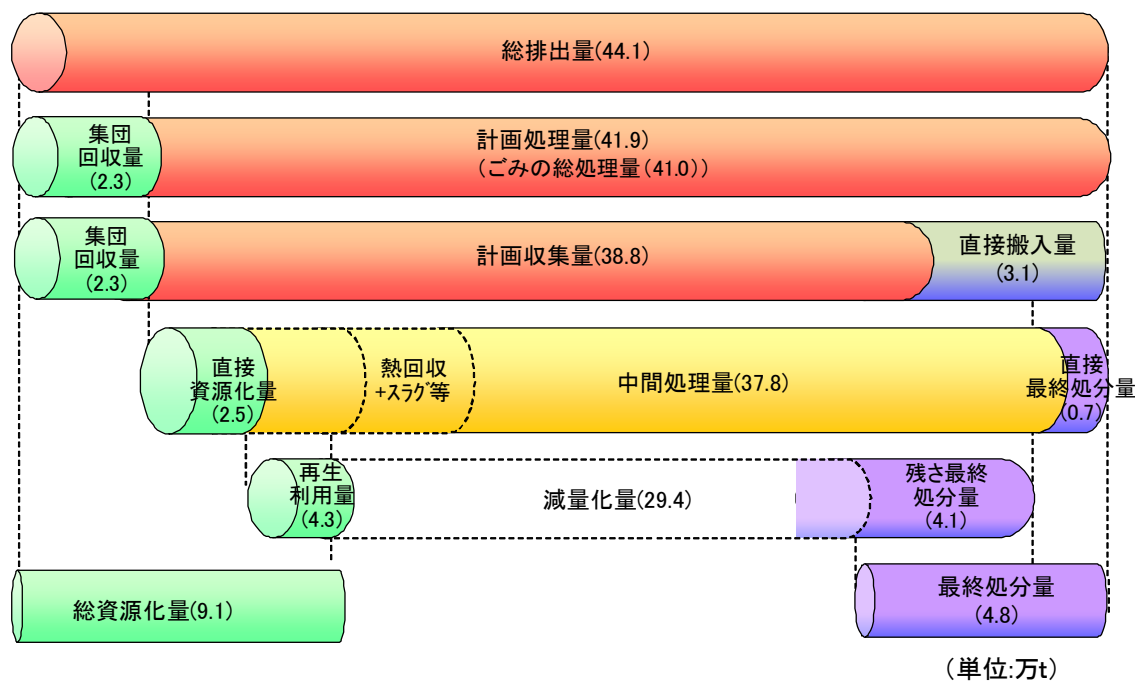 総排出量(44.1)
集団
回収量
(2.3)
計画処理量(41.9)
(ごみの総処理量(41.0))
集団
回収量
(2.3)
計画収集量(38.8)
直接搬入量
(3.1)
直接
資源化量
(2.5)
熱回収
+スラグ等
中間処理量(37.8)
直接
最終処分量
(0.7)
再生
利用量
(4.3)
減量化量(29.4)
残さ最終
処分量
(4.1)
総資源化量(9.1)
最終処分量
(4.8)
(単位:万t)